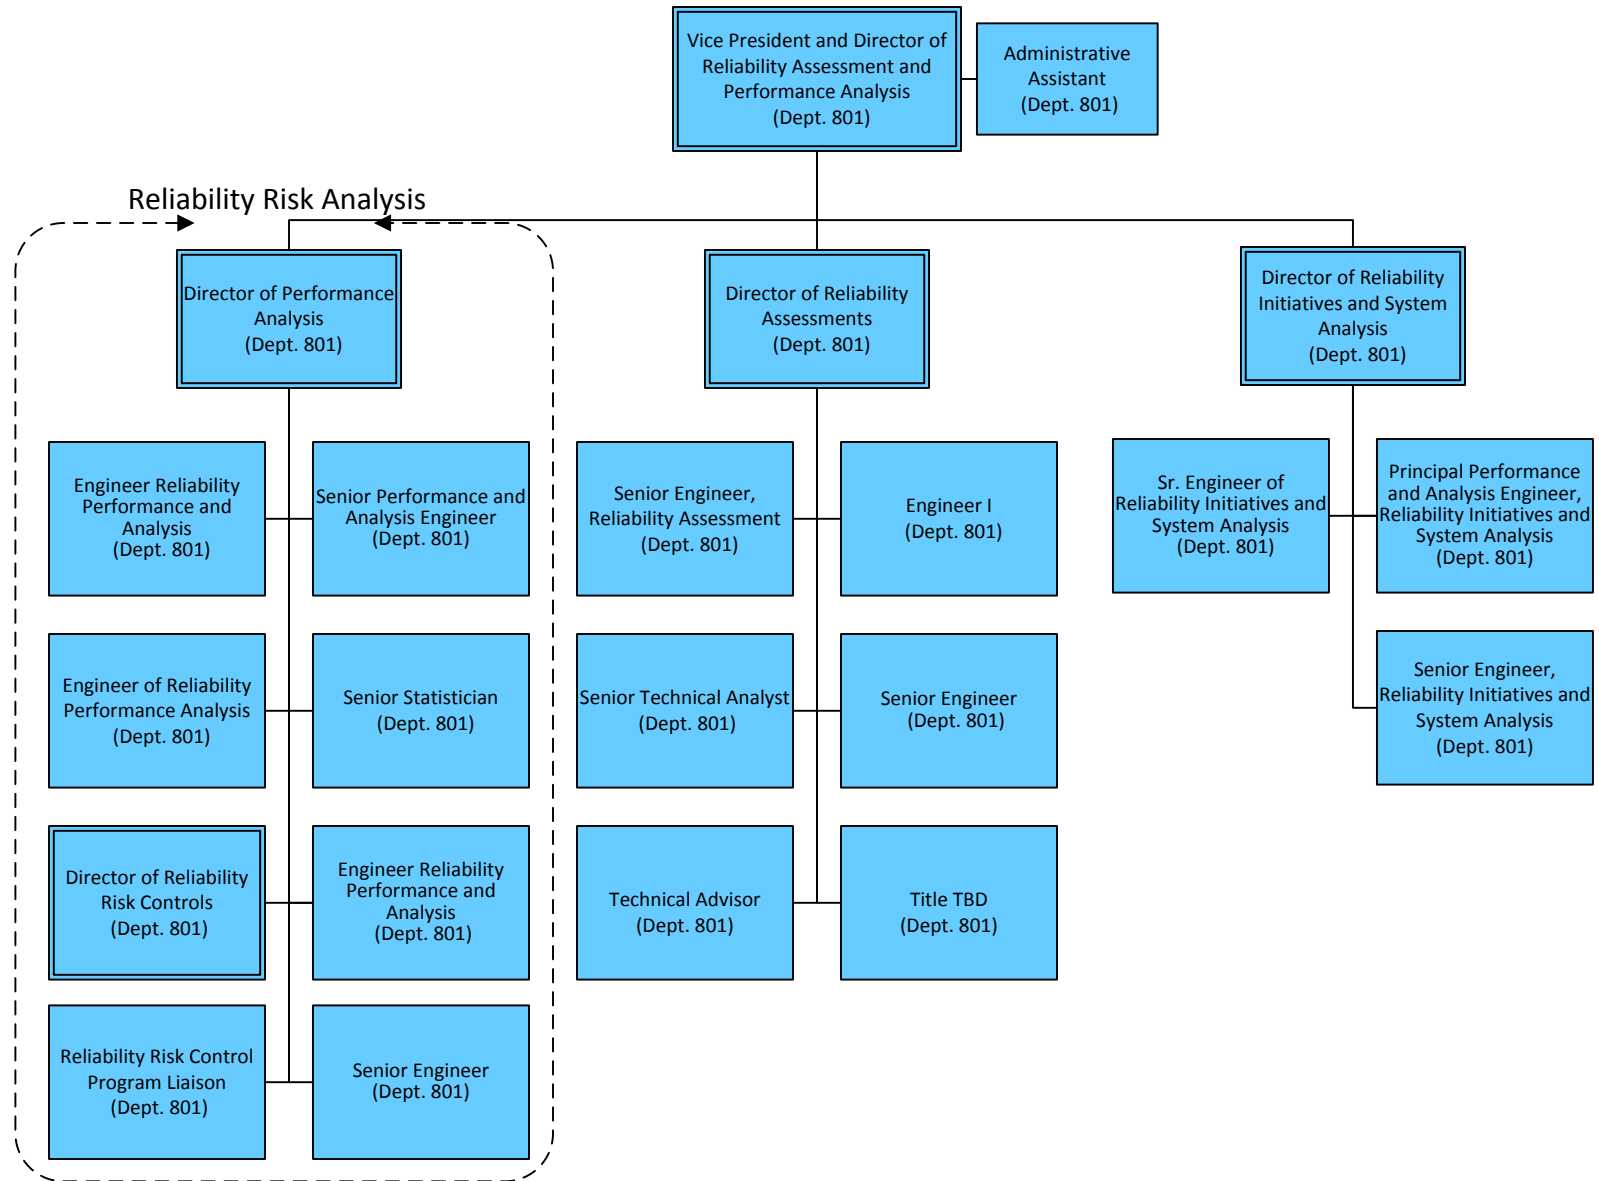 Vice President and Director of
Reliability Assessment and
Performance Analysis
(Dept. 801)
Administrative
Assistant
(Dept. 801)
Reliability Risk Analysis
Director of Performance
Analysis
(Dept. 801)
Director of Reliability
Assessments
(Dept. 801)
Director of Reliability
Initiatives and System
Analysis
(Dept. 801)
Engineer Reliability
Performance and
Analysis
(Dept. 801)
Senior Performance and
Analysis Engineer
(Dept. 801)
Senior Engineer,
Reliability Assessment
(Dept. 801)
Engineer I
(Dept. 801)
Sr. Engineer of
Reliability Initiatives and
System Analysis
(Dept. 801)
Principal Performance
and Analysis Engineer,
Reliability Initiatives and
System Analysis
(Dept. 801)
Engineer of Reliability
Performance Analysis
(Dept. 801)
Senior Statistician
(Dept. 801)
Senior Technical Analyst
(Dept. 801)
Senior Engineer
(Dept. 801)
Senior Engineer,
Reliability Initiatives and
System Analysis
(Dept. 801)
Director of Reliability
Risk Controls
(Dept. 801)
Engineer Reliability
Performance and
Analysis
(Dept. 801)
Technical Advisor
(Dept. 801)
Title TBD
(Dept. 801)
Reliability Risk Control
Program Liaison
(Dept. 801)
Senior Engineer
(Dept. 801)